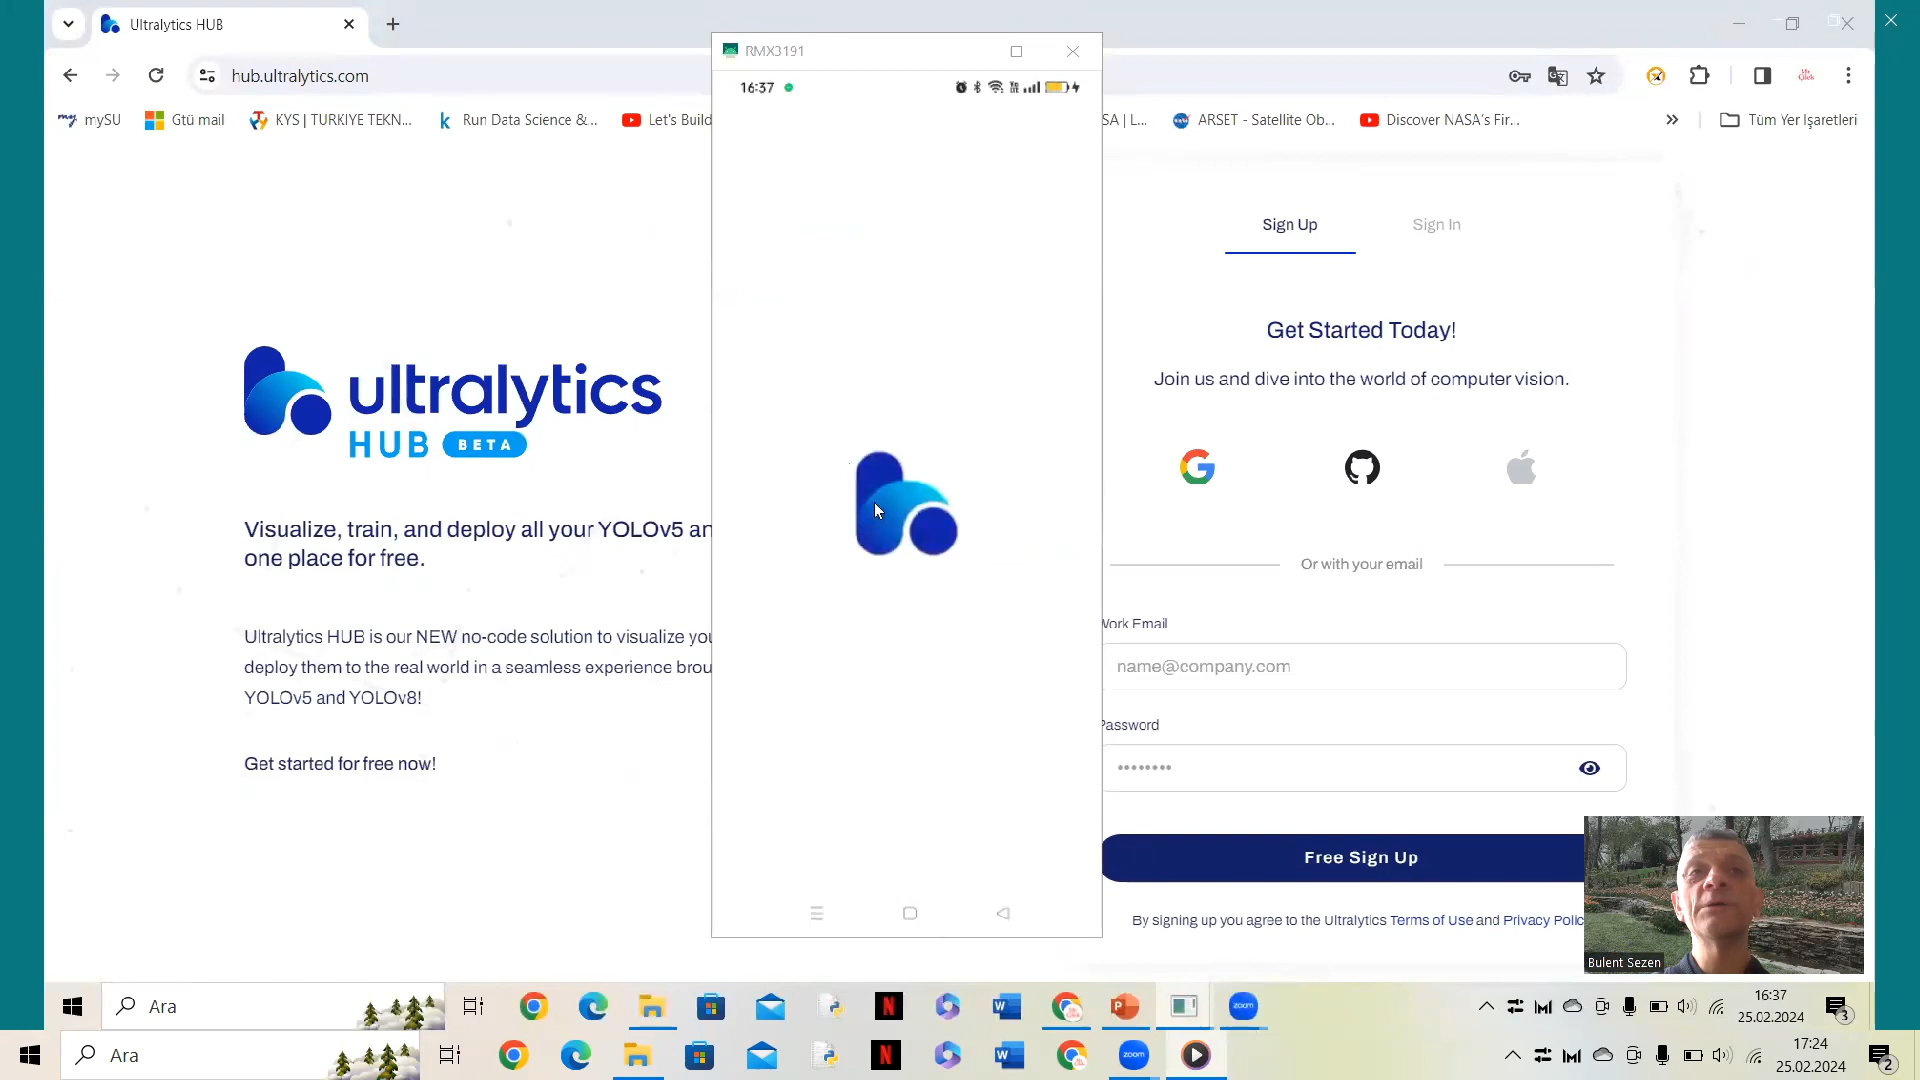 Ultralytics HUB
RMX3191
hub.ultralytics.com
16:37
mySU
Gtü mail
KYS | TURKIYE TEKN...
Run Data Science &...
Let's Build
SA | L...
ARSET - Satellite Ob...
Discover NASA's Fir...
Tüm Yer İşaretleri
Sign Up
Sign In
Get Started Today!
Join us and dive into the world of computer vision.
ultralytics
HUB BETA
Visualize, train, and deploy all your YOLOv5 an
one place for free.
Or with your email
Work Email
name@company.com
Ultralytics HUB is our NEW no-code solution to visualize you
deploy them to the real world in a seamless experience brou
YOLOv5 and YOLOv8!
Password
Get started for free now!
Free Sign Up
By signing up you agree to the Ultralytics Terms of Use and Privacy Polic
Bulent Sezen
Ara
16:37
25.02.2024
3
Ara
17:24
25.02.2024
2
zoom
zoom